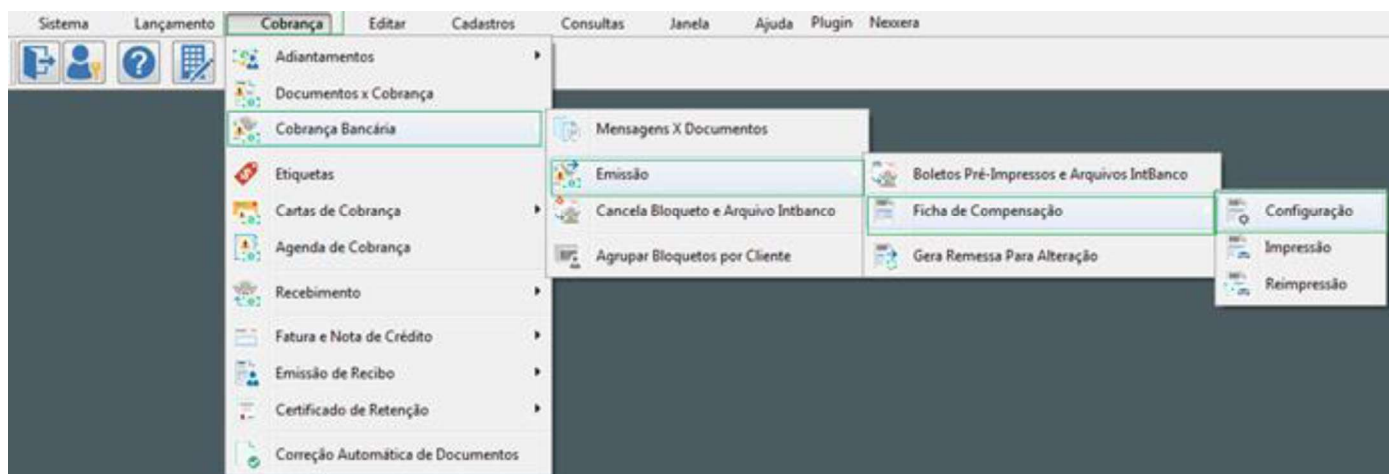 Sistema Lançamento Cobrança Editar Cadastros Consultas Janela Ajuda Plugin Nexxera
Adiantamentos
Documentos x Cobrança
Cobrança Bancária
Etiquetas
Cartas de Cobrança
Agenda de Cobrança
Recebimento
Fatura e Nota de Crédito
Emissão de Recibo
Certificado de Retenção
Correção Automática de Documentos
Mensagens X Documentos
Emissão
Cancela Bloqueto e Arquivo Intbanco
Agrupar Bloquetos por Cliente
Boletos Pré-Impressos e Arquivos IntBanco
Ficha de Compensação
Gera Remessa Para Alteração
Configuração
Impressão
Reimpressão